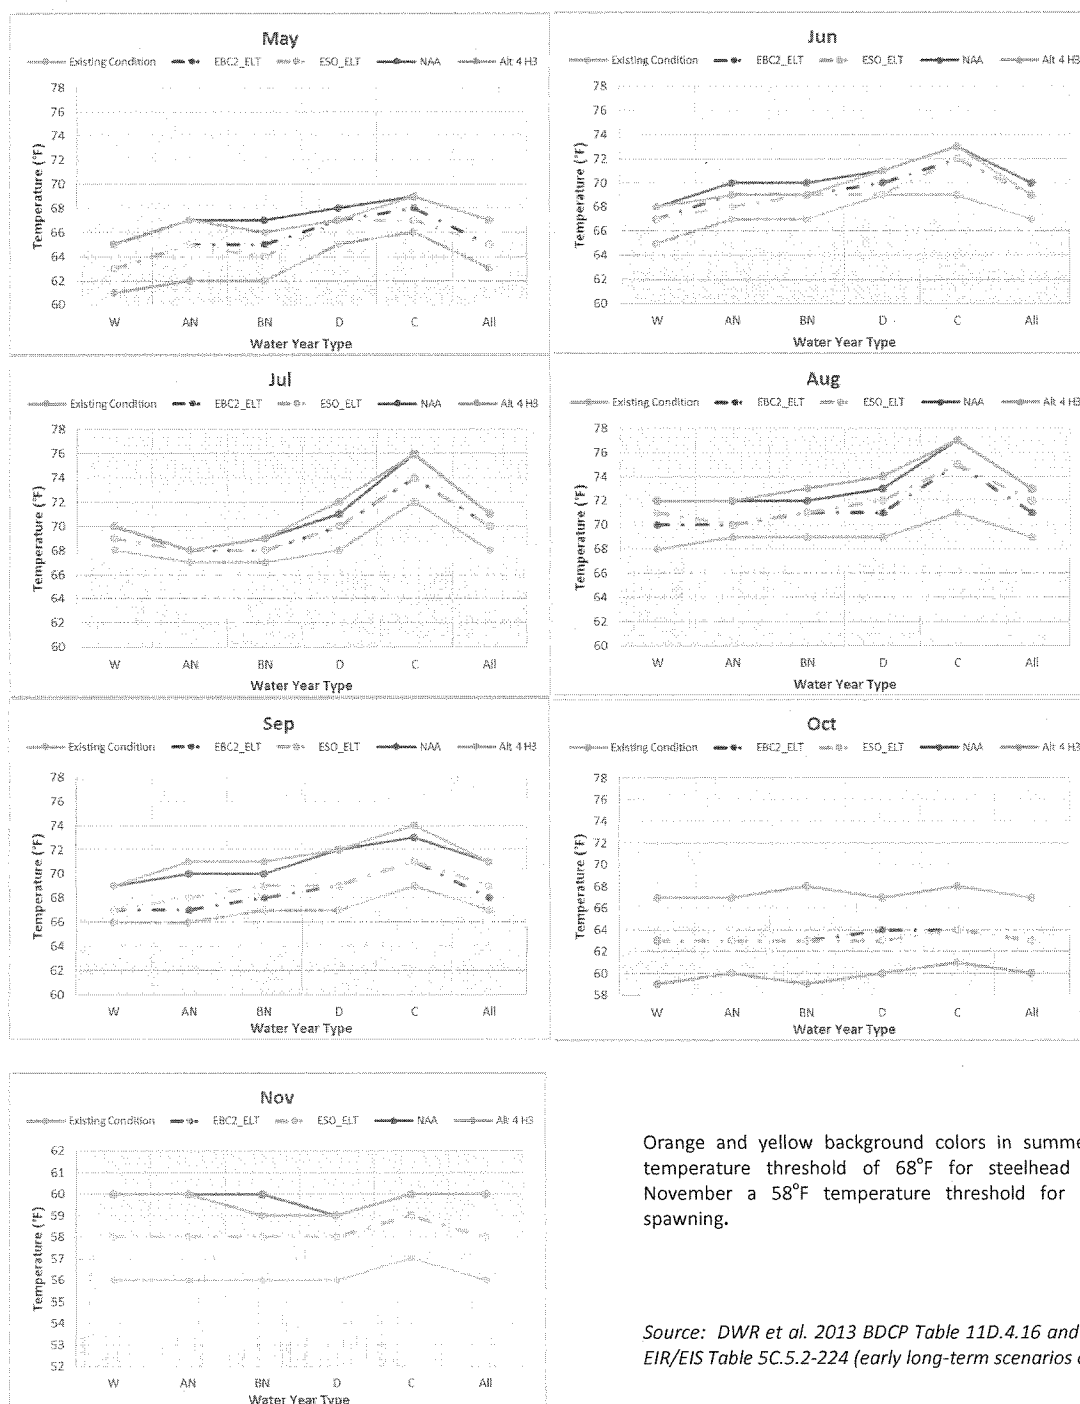 May
Existing Condition EBC2_ELT ESO_ELT NAA Alt 4 H3
78
76
74
72
70
68
66
64
62
60
Temperature (°F)
W AN BN D C All
Water Year Type
Jun
Existing Condition EBC2_ELT ESO_ELT NAA Alt 4 H3
78
76
74
72
70
68
66
64
62
60
Temperature (°F)
W AN BN D C All
Water Year Type
Jul
Existing Condition EBC2_ELT ESO_ELT NAA Alt 4 H3
78
76
74
72
70
68
66
64
62
60
Temperature (°F)
W AN BN D C All
Water Year Type
Aug
Existing Condition EBC2_ELT ESO_ELT NAA Alt 4 H3
78
76
74
72
70
68
66
64
62
60
Temperature (°F)
W AN BN D C All
Water Year Type
Sep
Existing Condition EBC2_ELT ESO_ELT NAA Alt 4 H3
78
76
74
72
70
68
66
64
62
60
Temperature (°F)
W AN BN D C All
Water Year Type
Oct
Existing Condition EBC2_ELT ESO_ELT NAA Alt 4 H3
78
76
74
72
70
68
66
64
63
62
60
58
Temperature (°F)
W AN BN D C All
Water Year Type
Nov
Existing Condition EBC2_ELT ESO_ELT NAA Alt 4 H3
62
61
60
59
58
57
56
55
54
53
52
Temperature (°F)
W AN BN D C All
Water Year Type
Orange and yellow background colors in summe
temperature threshold of 68°F for steelhead
November a 58°F temperature threshold for
spawning.
Source: DWR et al. 2013 BDCP Table 11D.4.16 and
EIR/EIS Table 5C.5.2-224 (early long-term scenarios